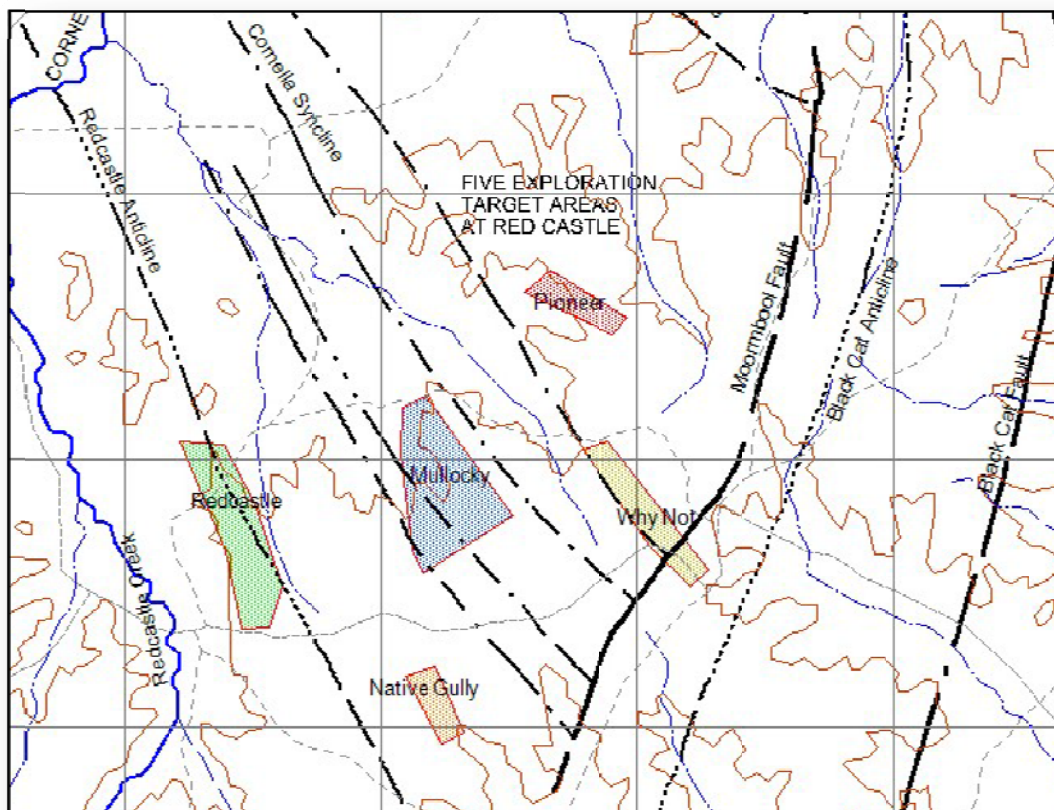 CORNE
Cornella Syncline
Redcastle Anticline
FIVE EXPLORATION
TARGET AREAS
AT RED CASTLE
Pioneer
Moormbool Fault
Black Cat Anticline
Black Cat Fault
Mullocky
Redcastle
Why Not
Redcastle Creek
Native Gully